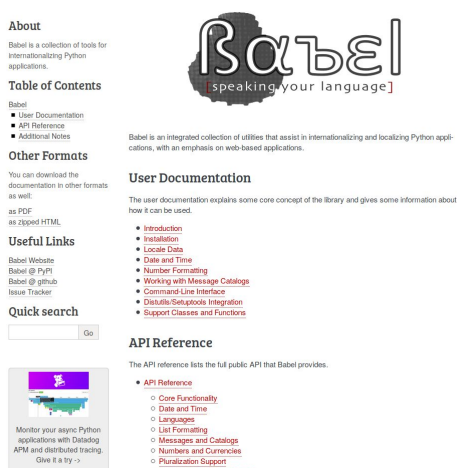 About
Babel is a collection of tools for
internationalizing Python
applications.
Table of Contents
Babel
User Documentation
API Reference
Additional Notes
Other Formats
You can download the
documentation in other formats
as well:
as PDF
as zipped HTML
Useful Links
Babel Website
Babel @ PyPI
Babel @ github
Issue Tracker
Quick search
Go
Monitor your async Python
applications with Datadog
APM and distributed tracing.
Give it a try ->
ßαъεl
[speaking your language]
Babel is an integrated collection of utilities that assist in internationalizing and localizing Python appli-
cations, with an emphasis on web-based applications.
User Documentation
The user documentation explains some core concept of the library and gives some information about
how it can be used.
Introduction
Installation
Locale Data
Date and Time
Number Formatting
Working with Message Catalogs
Command-Line Interface
Distutils/Setuptools Integration
Support Classes and Functions
API Reference
The API reference lists the full public API that Babel provides.
API Reference
Core Functionality
Date and Time
Languages
List Formatting
Messages and Catalogs
Numbers and Currencies
Pluralization Support